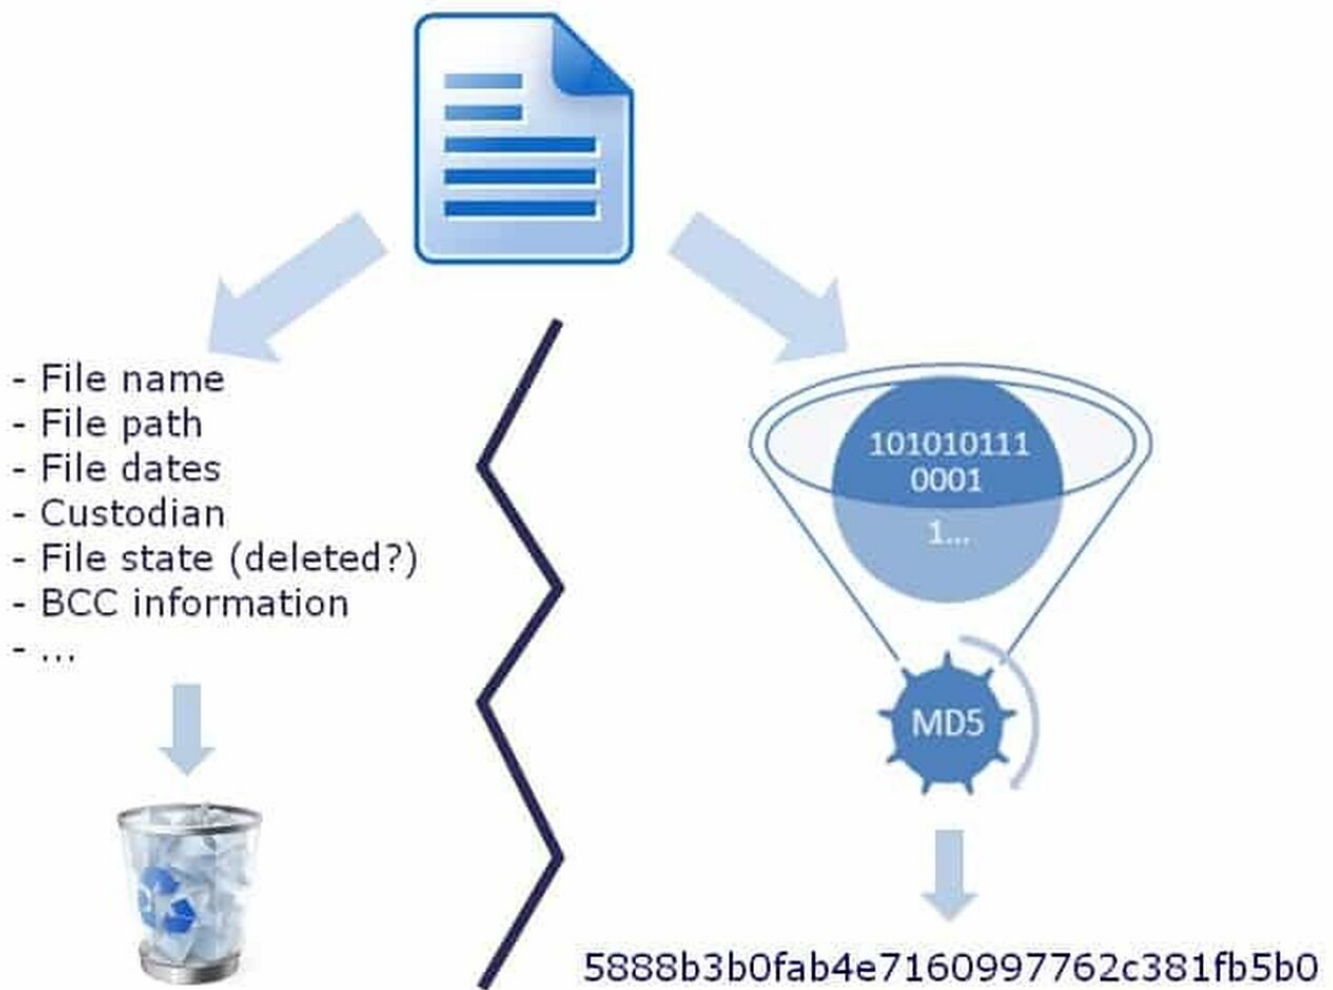 - File name
- File path
- File dates
- Custodian
- File state (deleted?)
- BCC information
- ...
101010111
0001
1...
MD5
5888b3b0fab4e7160997762c381fb5b0